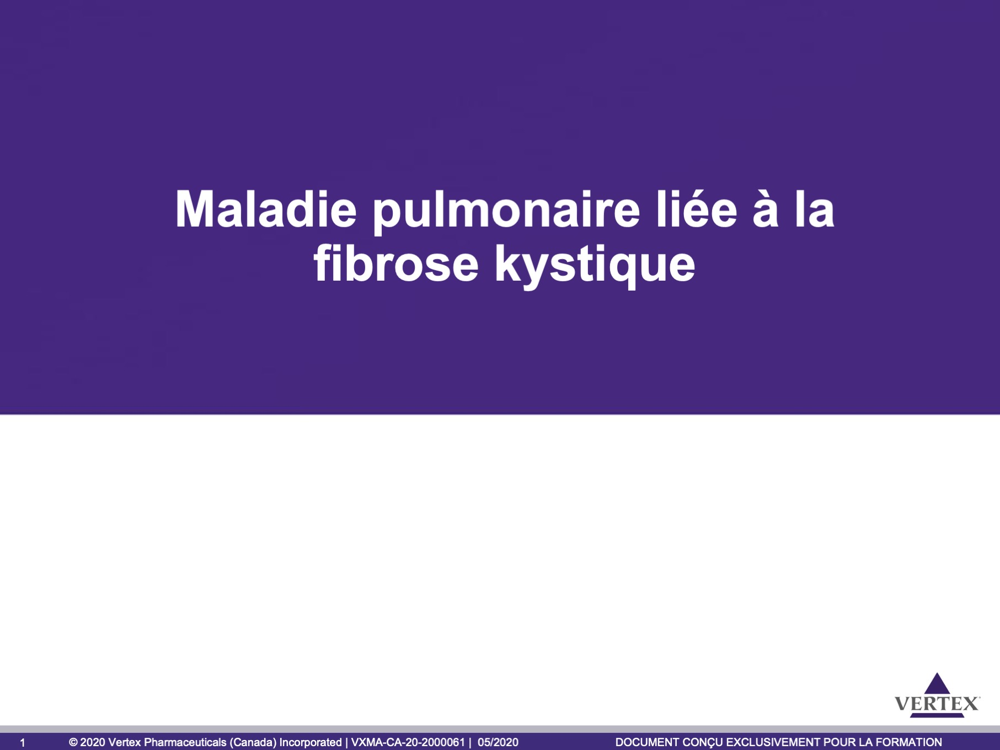 Maladie pulmonaire liée à la
fibrose kystique
VERTEX
1 © 2020 Vertex Pharmaceuticals (Canada) Incorporated | VXMA-CA-20-2000061 | 05/2020 DOCUMENT CONÇU EXCLUSIVEMENT POUR LA FORMATION